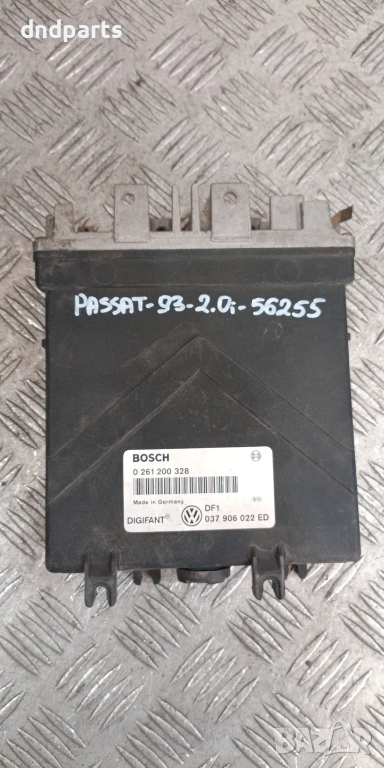 dndparts
PASSAT-93-2.0i-56255
BOSCH
0 261 200 328
Made in Germany
DIGIFANT® DF1
037 906 022 ED
BAZAR